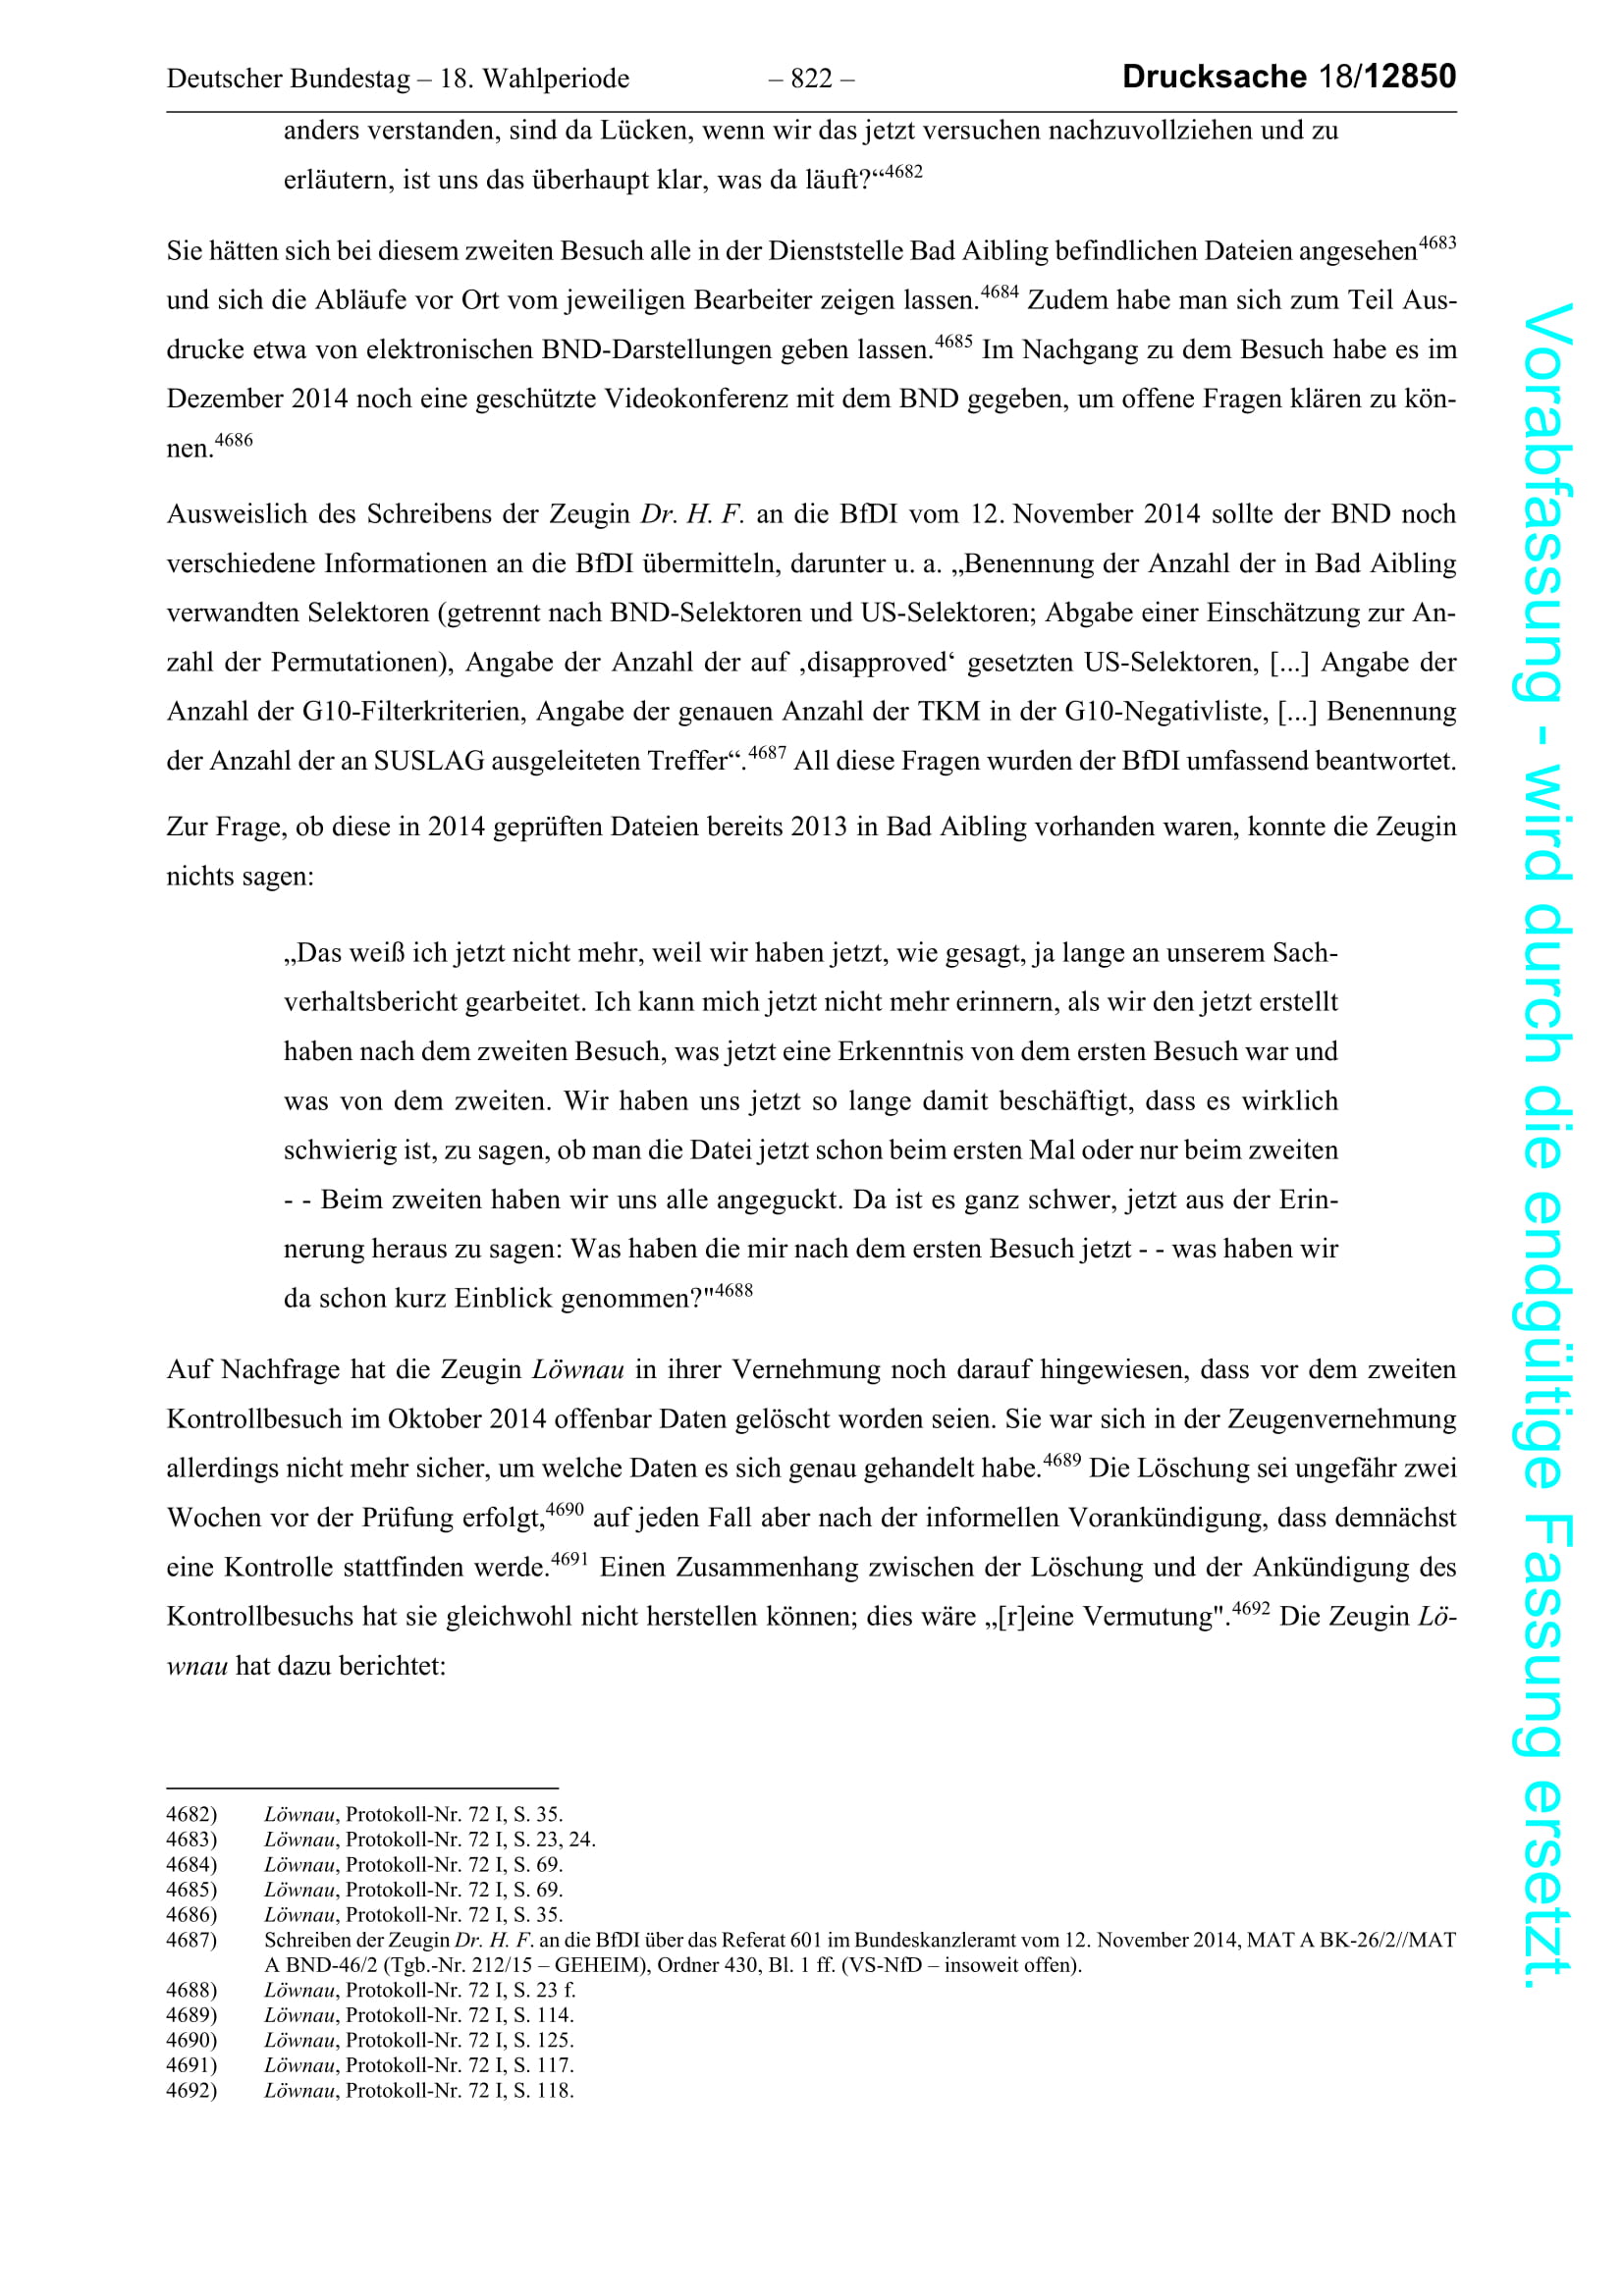 Deutscher Bundestag – 18. Wahlperiode – 822 – Drucksache 18/12850
anders verstanden, sind da Lücken, wenn wir das jetzt versuchen nachzuvollziehen und zu
erläutern, ist uns das überhaupt klar, was da läuft?“4682
Sie hätten sich bei diesem zweiten Besuch alle in der Dienststelle Bad Aibling befindlichen Dateien angesehen4683
und sich die Abläufe vor Ort vom jeweiligen Bearbeiter zeigen lassen.4684 Zudem habe man sich zum Teil Aus-
drucke etwa von elektronischen BND-Darstellungen geben lassen.4685 Im Nachgang zu dem Besuch habe es im
Dezember 2014 noch eine geschützte Videokonferenz mit dem BND gegeben, um offene Fragen klären zu kön-
nen.4686
Ausweislich des Schreibens der Zeugin Dr. H. F. an die BfDI vom 12. November 2014 sollte der BND noch
verschiedene Informationen an die BfDI übermitteln, darunter u. a. „Benennung der Anzahl der in Bad Aibling
verwandten Selektoren (getrennt nach BND-Selektoren und US-Selektoren; Abgabe einer Einschätzung zur An-
zahl der Permutationen), Angabe der Anzahl der auf ‚disapproved‘ gesetzten US-Selektoren, [...] Angabe der
Anzahl der G10-Filterkriterien, Angabe der genauen Anzahl der TKM in der G10-Negativliste, [...] Benennung
der Anzahl der an SUSLAG ausgeleiteten Treffer“.4687 All diese Fragen wurden der BfDI umfassend beantwortet.
Zur Frage, ob diese in 2014 geprüften Dateien bereits 2013 in Bad Aibling vorhanden waren, konnte die Zeugin
nichts sagen:
„Das weiß ich jetzt nicht mehr, weil wir haben jetzt, wie gesagt, ja lange an unserem Sach-
verhaltsbericht gearbeitet. Ich kann mich jetzt nicht mehr erinnern, als wir den jetzt erstellt
haben nach dem zweiten Besuch, was jetzt eine Erkenntnis von dem ersten Besuch war und
was von dem zweiten. Wir haben uns jetzt so lange damit beschäftigt, dass es wirklich
schwierig ist, zu sagen, ob man die Datei jetzt schon beim ersten Mal oder nur beim zweiten
- - Beim zweiten haben wir uns alle angeguckt. Da ist es ganz schwer, jetzt aus der Erin-
nerung heraus zu sagen: Was haben die mir nach dem ersten Besuch jetzt - - was haben wir
da schon kurz Einblick genommen?"4688
Auf Nachfrage hat die Zeugin Löwnau in ihrer Vernehmung noch darauf hingewiesen, dass vor dem zweiten
Kontrollbesuch im Oktober 2014 offenbar Daten gelöscht worden seien. Sie war sich in der Zeugenvernehmung
allerdings nicht mehr sicher, um welche Daten es sich genau gehandelt habe.4689 Die Löschung sei ungefähr zwei
Wochen vor der Prüfung erfolgt,4690 auf jeden Fall aber nach der informellen Vorankündigung, dass demnächst
eine Kontrolle stattfinden werde.4691 Einen Zusammenhang zwischen der Löschung und der Ankündigung des
Kontrollbesuchs hat sie gleichwohl nicht herstellen können; dies wäre „[r]eine Vermutung".4692 Die Zeugin Lö-
wnau hat dazu berichtet:
4682) Löwnau, Protokoll-Nr. 72 I, S. 35.
4683) Löwnau, Protokoll-Nr. 72 I, S. 23, 24.
4684) Löwnau, Protokoll-Nr. 72 I, S. 69.
4685) Löwnau, Protokoll-Nr. 72 I, S. 69.
4686) Löwnau, Protokoll-Nr. 72 I, S. 35.
4687) Schreiben der Zeugin Dr. H. F. an die BfDI über das Referat 601 im Bundeskanzleramt vom 12. November 2014, MAT A BK-26/2//MAT
A BND-46/2 (Tgb.-Nr. 212/15 – GEHEIM), Ordner 430, Bl. 1 ff. (VS-NfD – insoweit offen).
4688) Löwnau, Protokoll-Nr. 72 I, S. 23 f.
4689) Löwnau, Protokoll-Nr. 72 I, S. 114.
4690) Löwnau, Protokoll-Nr. 72 I, S. 125.
4691) Löwnau, Protokoll-Nr. 72 I, S. 117.
4692) Löwnau, Protokoll-Nr. 72 I, S. 118.
Vorabfassung - wird durch die endgültige Fassung ersetzt.